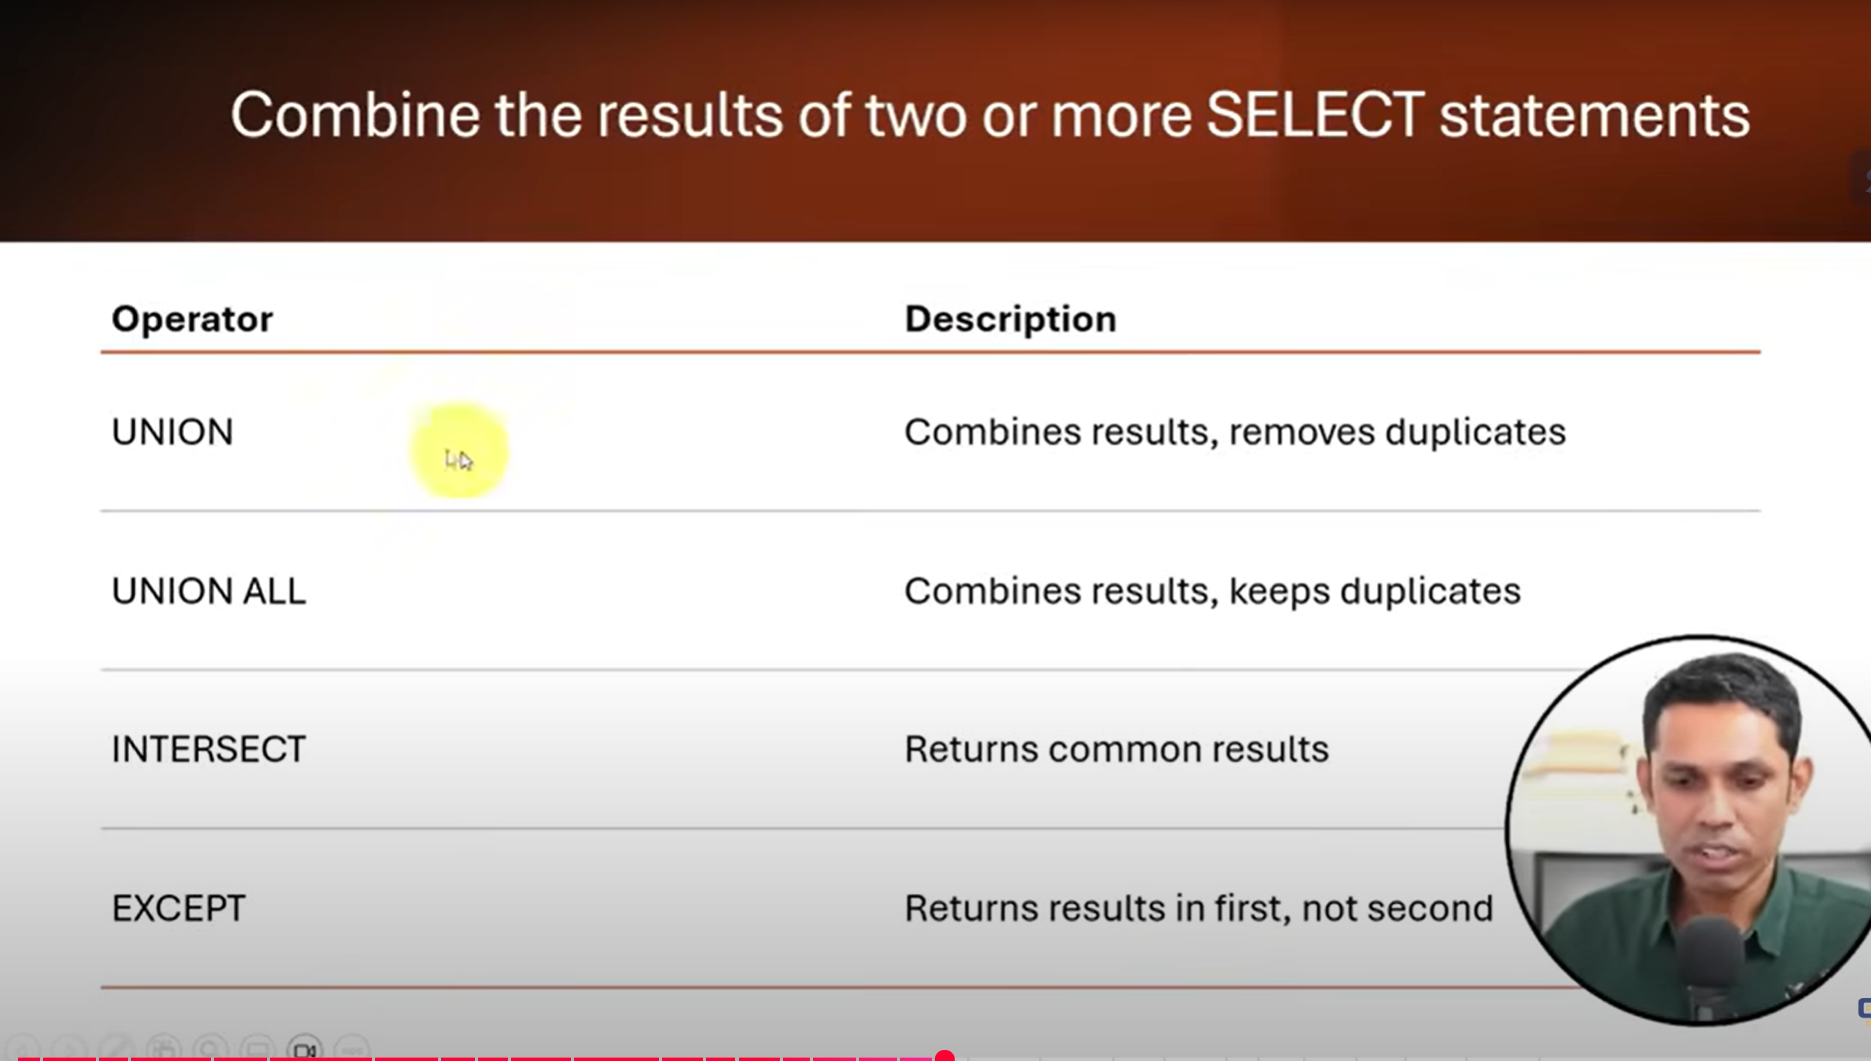 Combine the results of two or more SELECT statements
Operator Description
UNION Combines results, removes duplicates
UNION ALL Combines results, keeps duplicates
INTERSECT Returns common results
EXCEPT Returns results in first, not second